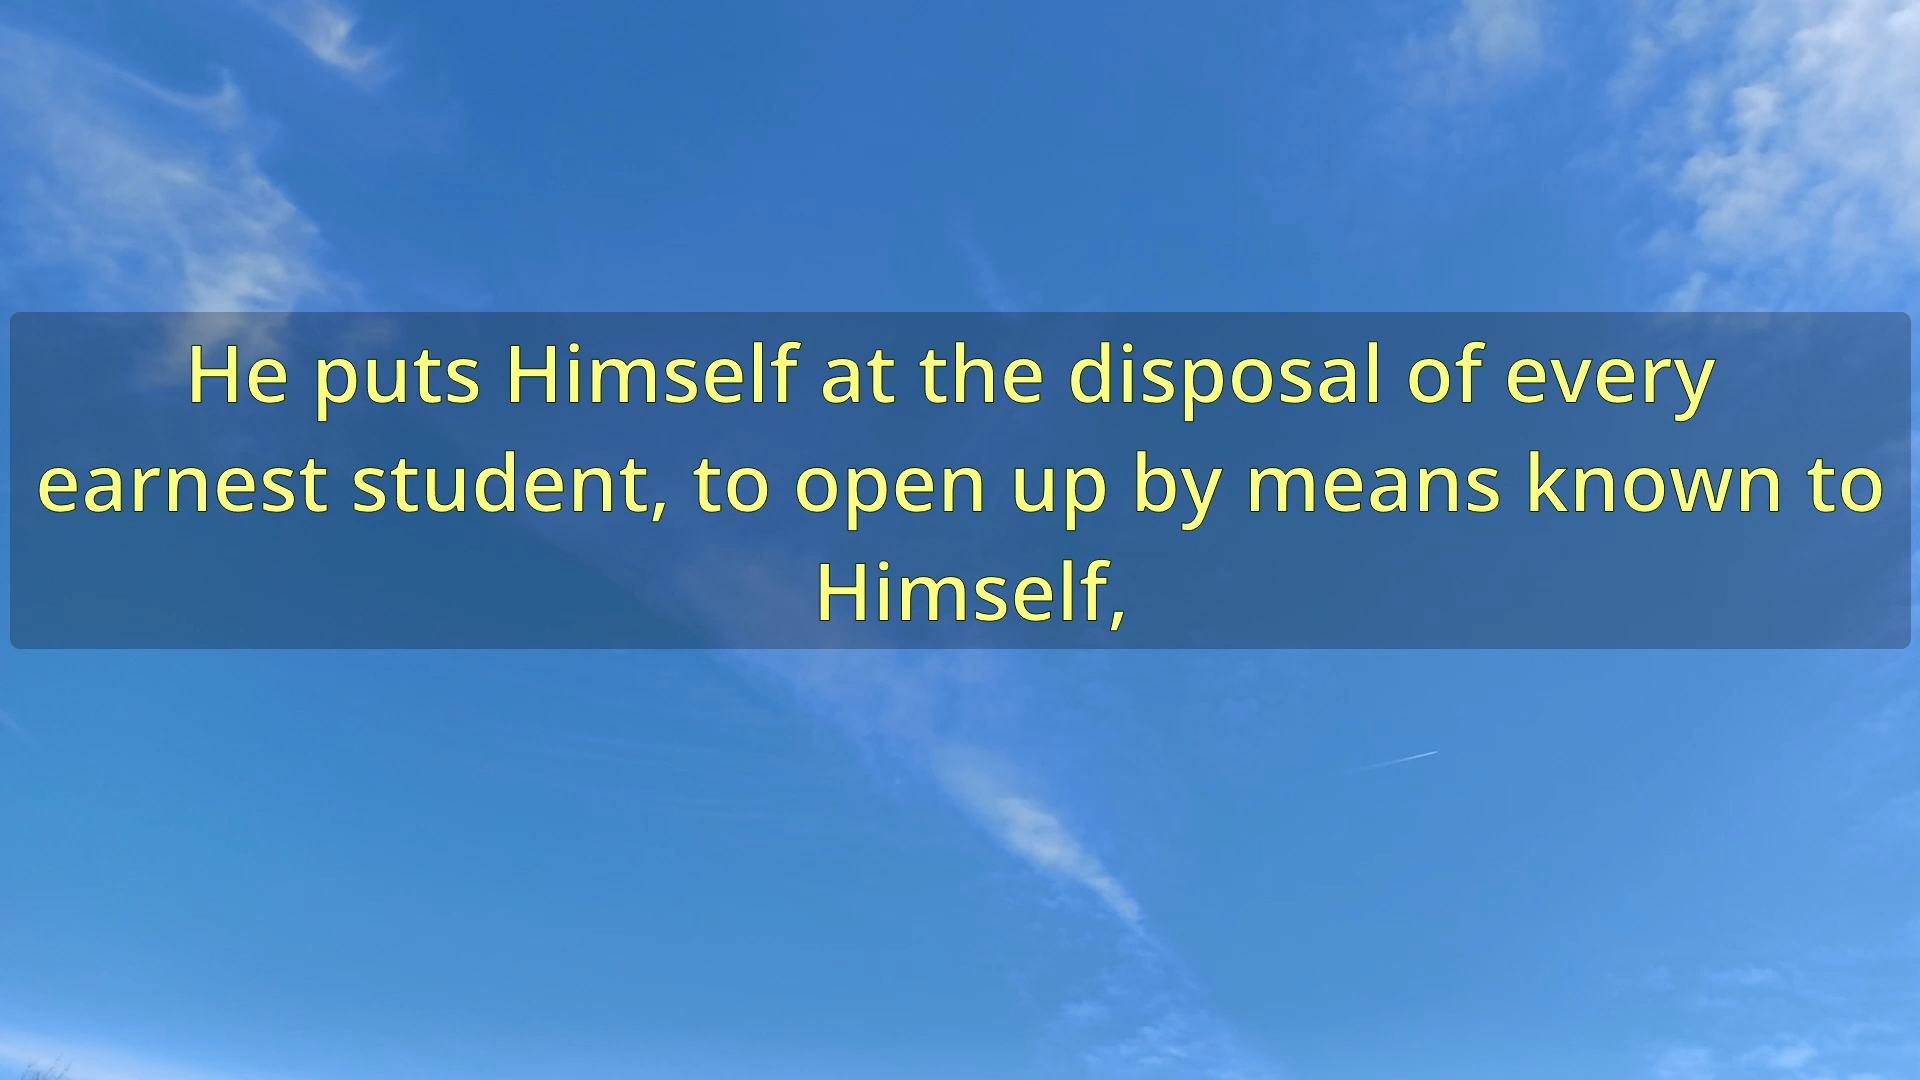 He puts Himself at the disposal of every
earnest student, to open up by means known to
Himself,